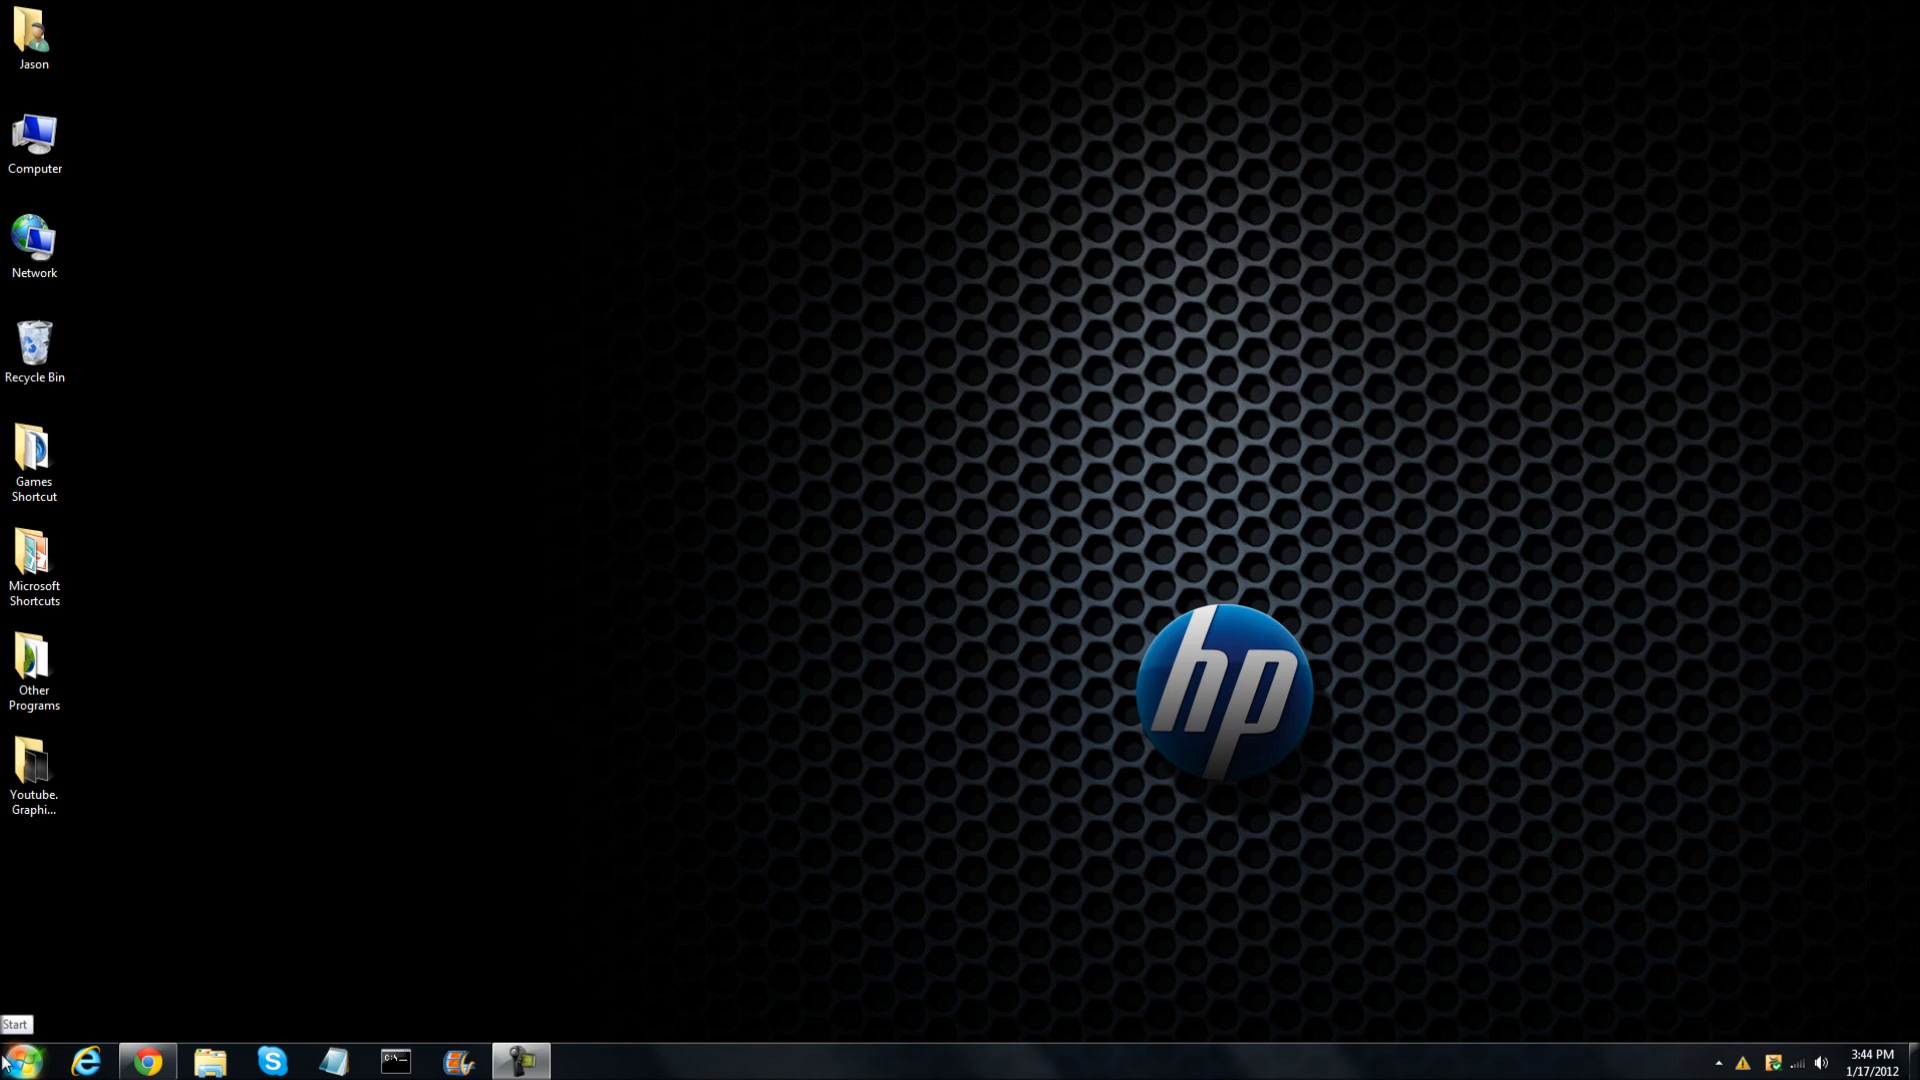 Jason
Computer
Network
Recycle Bin
Games
Shortcut
Microsoft
Shortcuts
Other
Programs
Youtube.
Graphi...
hp
Start
C:\_
3:44 PM
1/17/2012